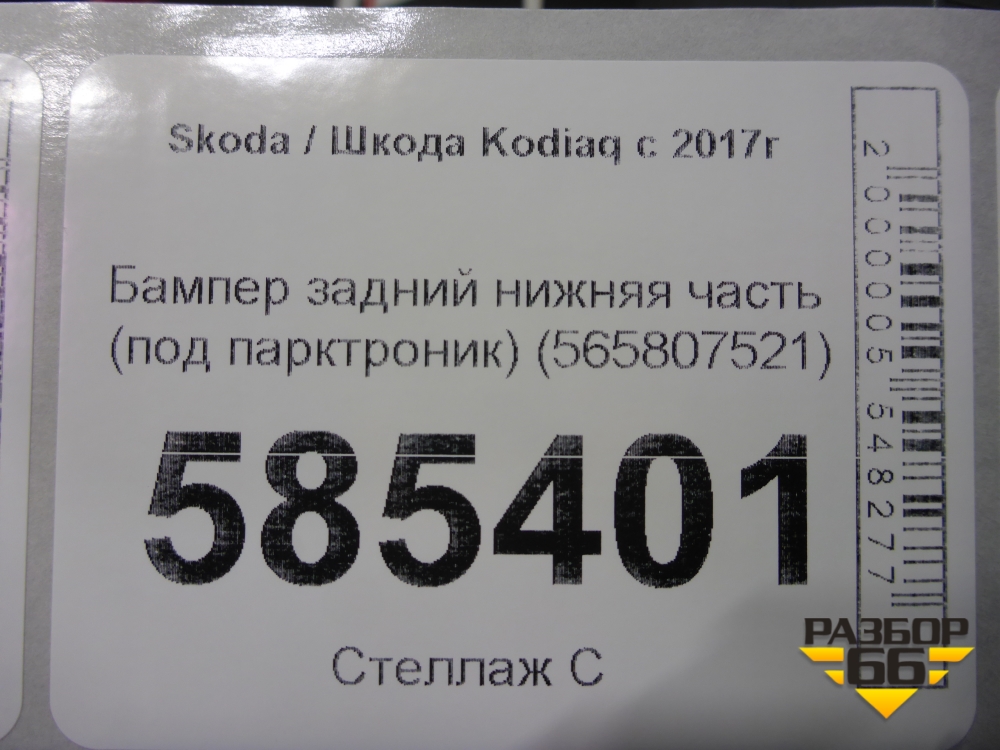 Skoda / Шкода Kodiaq с 2017г
Бампер задний нижняя часть
(под парктроник) (565807521)
585401
Стеллаж С
2000005548277
РАЗБОР
66